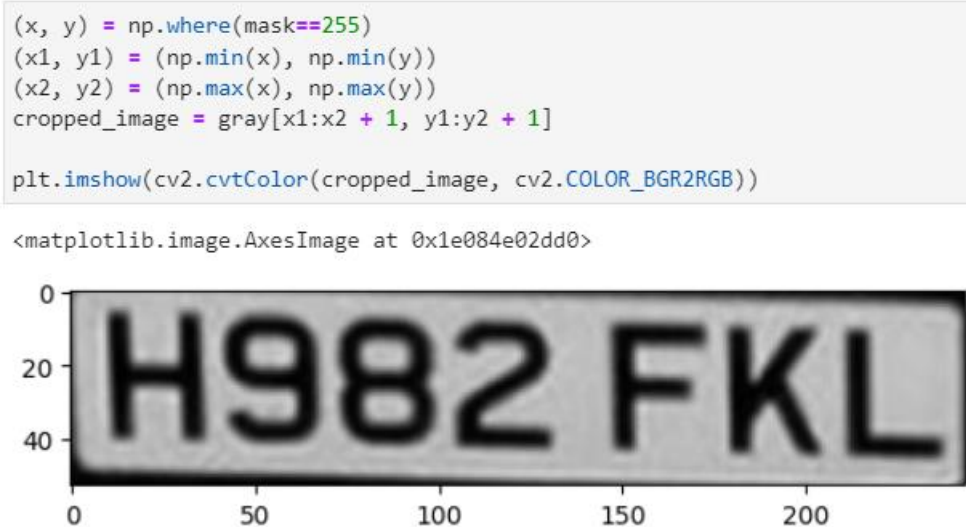 (x, y) = np.where(mask==255)
(x1, y1) = (np.min(x), np.min(y))
(x2, y2) = (np.max(x), np.max(y))
cropped_image = gray[x1:x2 + 1, y1:y2 + 1]
plt.imshow(cv2.cvtColor(cropped_image, cv2.COLOR_BGR2RGB))
<matplotlib.image.AxesImage at 0x1e084e02dd0>
0
H982 FKL
20
40
0 50 100 150 200